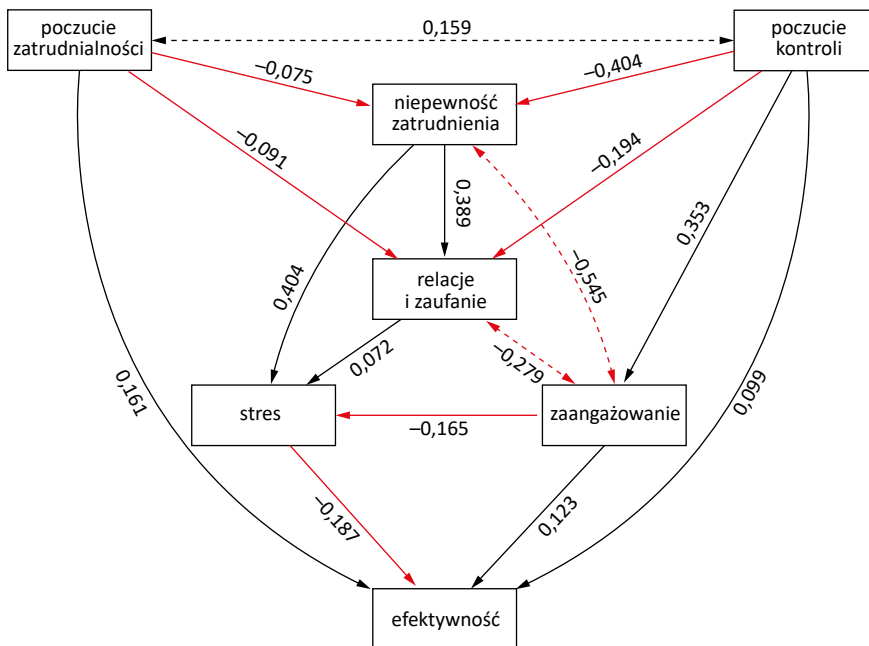 poczucie
zatrudnialności
0,159
poczucie
kontroli
–0,075
–0,404
niepewność
zatrudnienia
–0,091
–0,194
0,389
0,353
0,404
–0,545
relacje
i zaufanie
0,072
–0,279
0,161
0,099
stres
–0,165
zaangażowanie
–0,187
0,123
efektywność